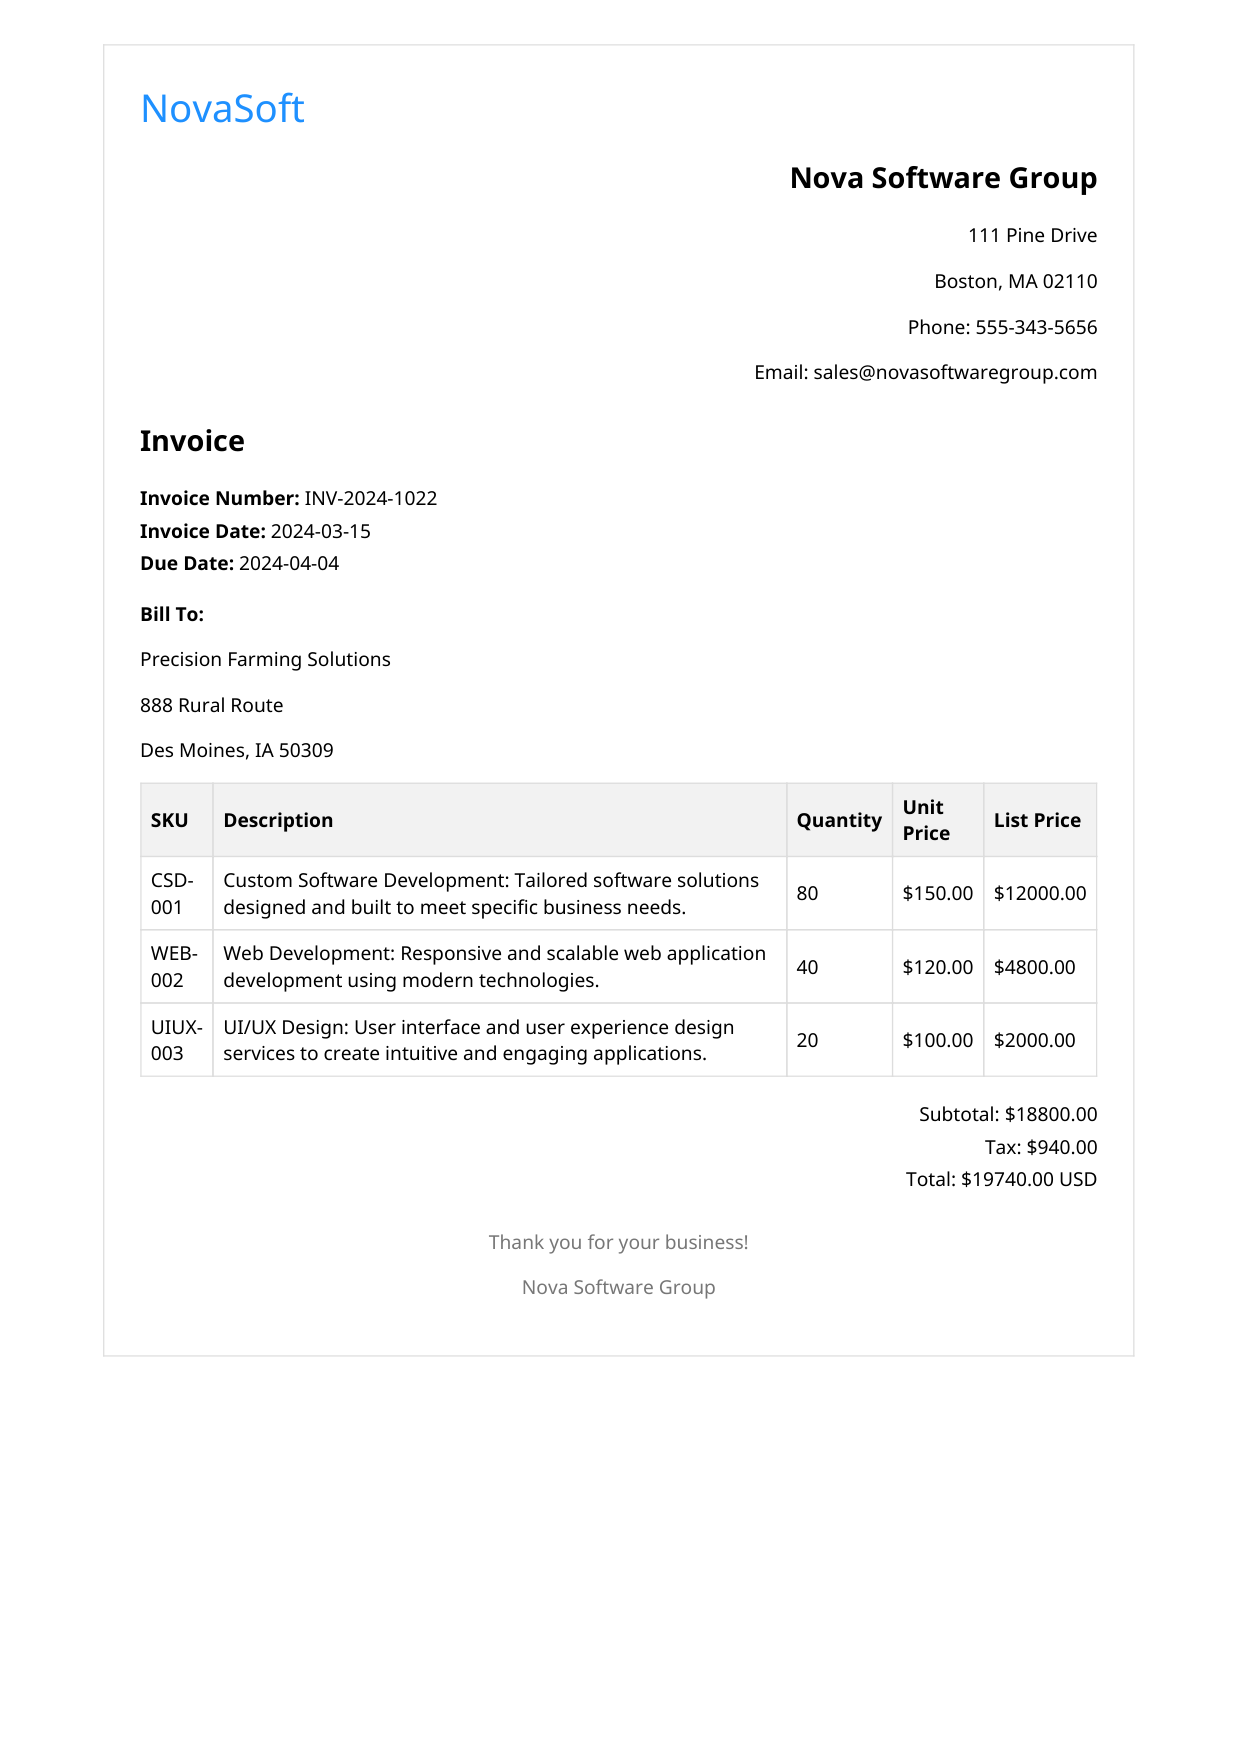 NovaSoft
Nova Software Group
111 Pine Drive
Boston, MA 02110
Phone: 555-343-5656
Email: sales@novasoftwaregroup.com
Invoice
Invoice Number: INV-2024-1022
Invoice Date: 2024-03-15
Due Date: 2024-04-04
Bill To:
Precision Farming Solutions
888 Rural Route
Des Moines, IA 50309
SKU Description Quantity Unit Price List Price
CSD-001 Custom Software Development: Tailored software solutions
designed and built to meet specific business needs. 80 $150.00 $12000.00
WEB-002 Web Development: Responsive and scalable web application
development using modern technologies. 40 $120.00 $4800.00
UIUX-003 UI/UX Design: User interface and user experience design
services to create intuitive and engaging applications. 20 $100.00 $2000.00
Subtotal: $18800.00
Tax: $940.00
Total: $19740.00 USD
Thank you for your business!
Nova Software Group